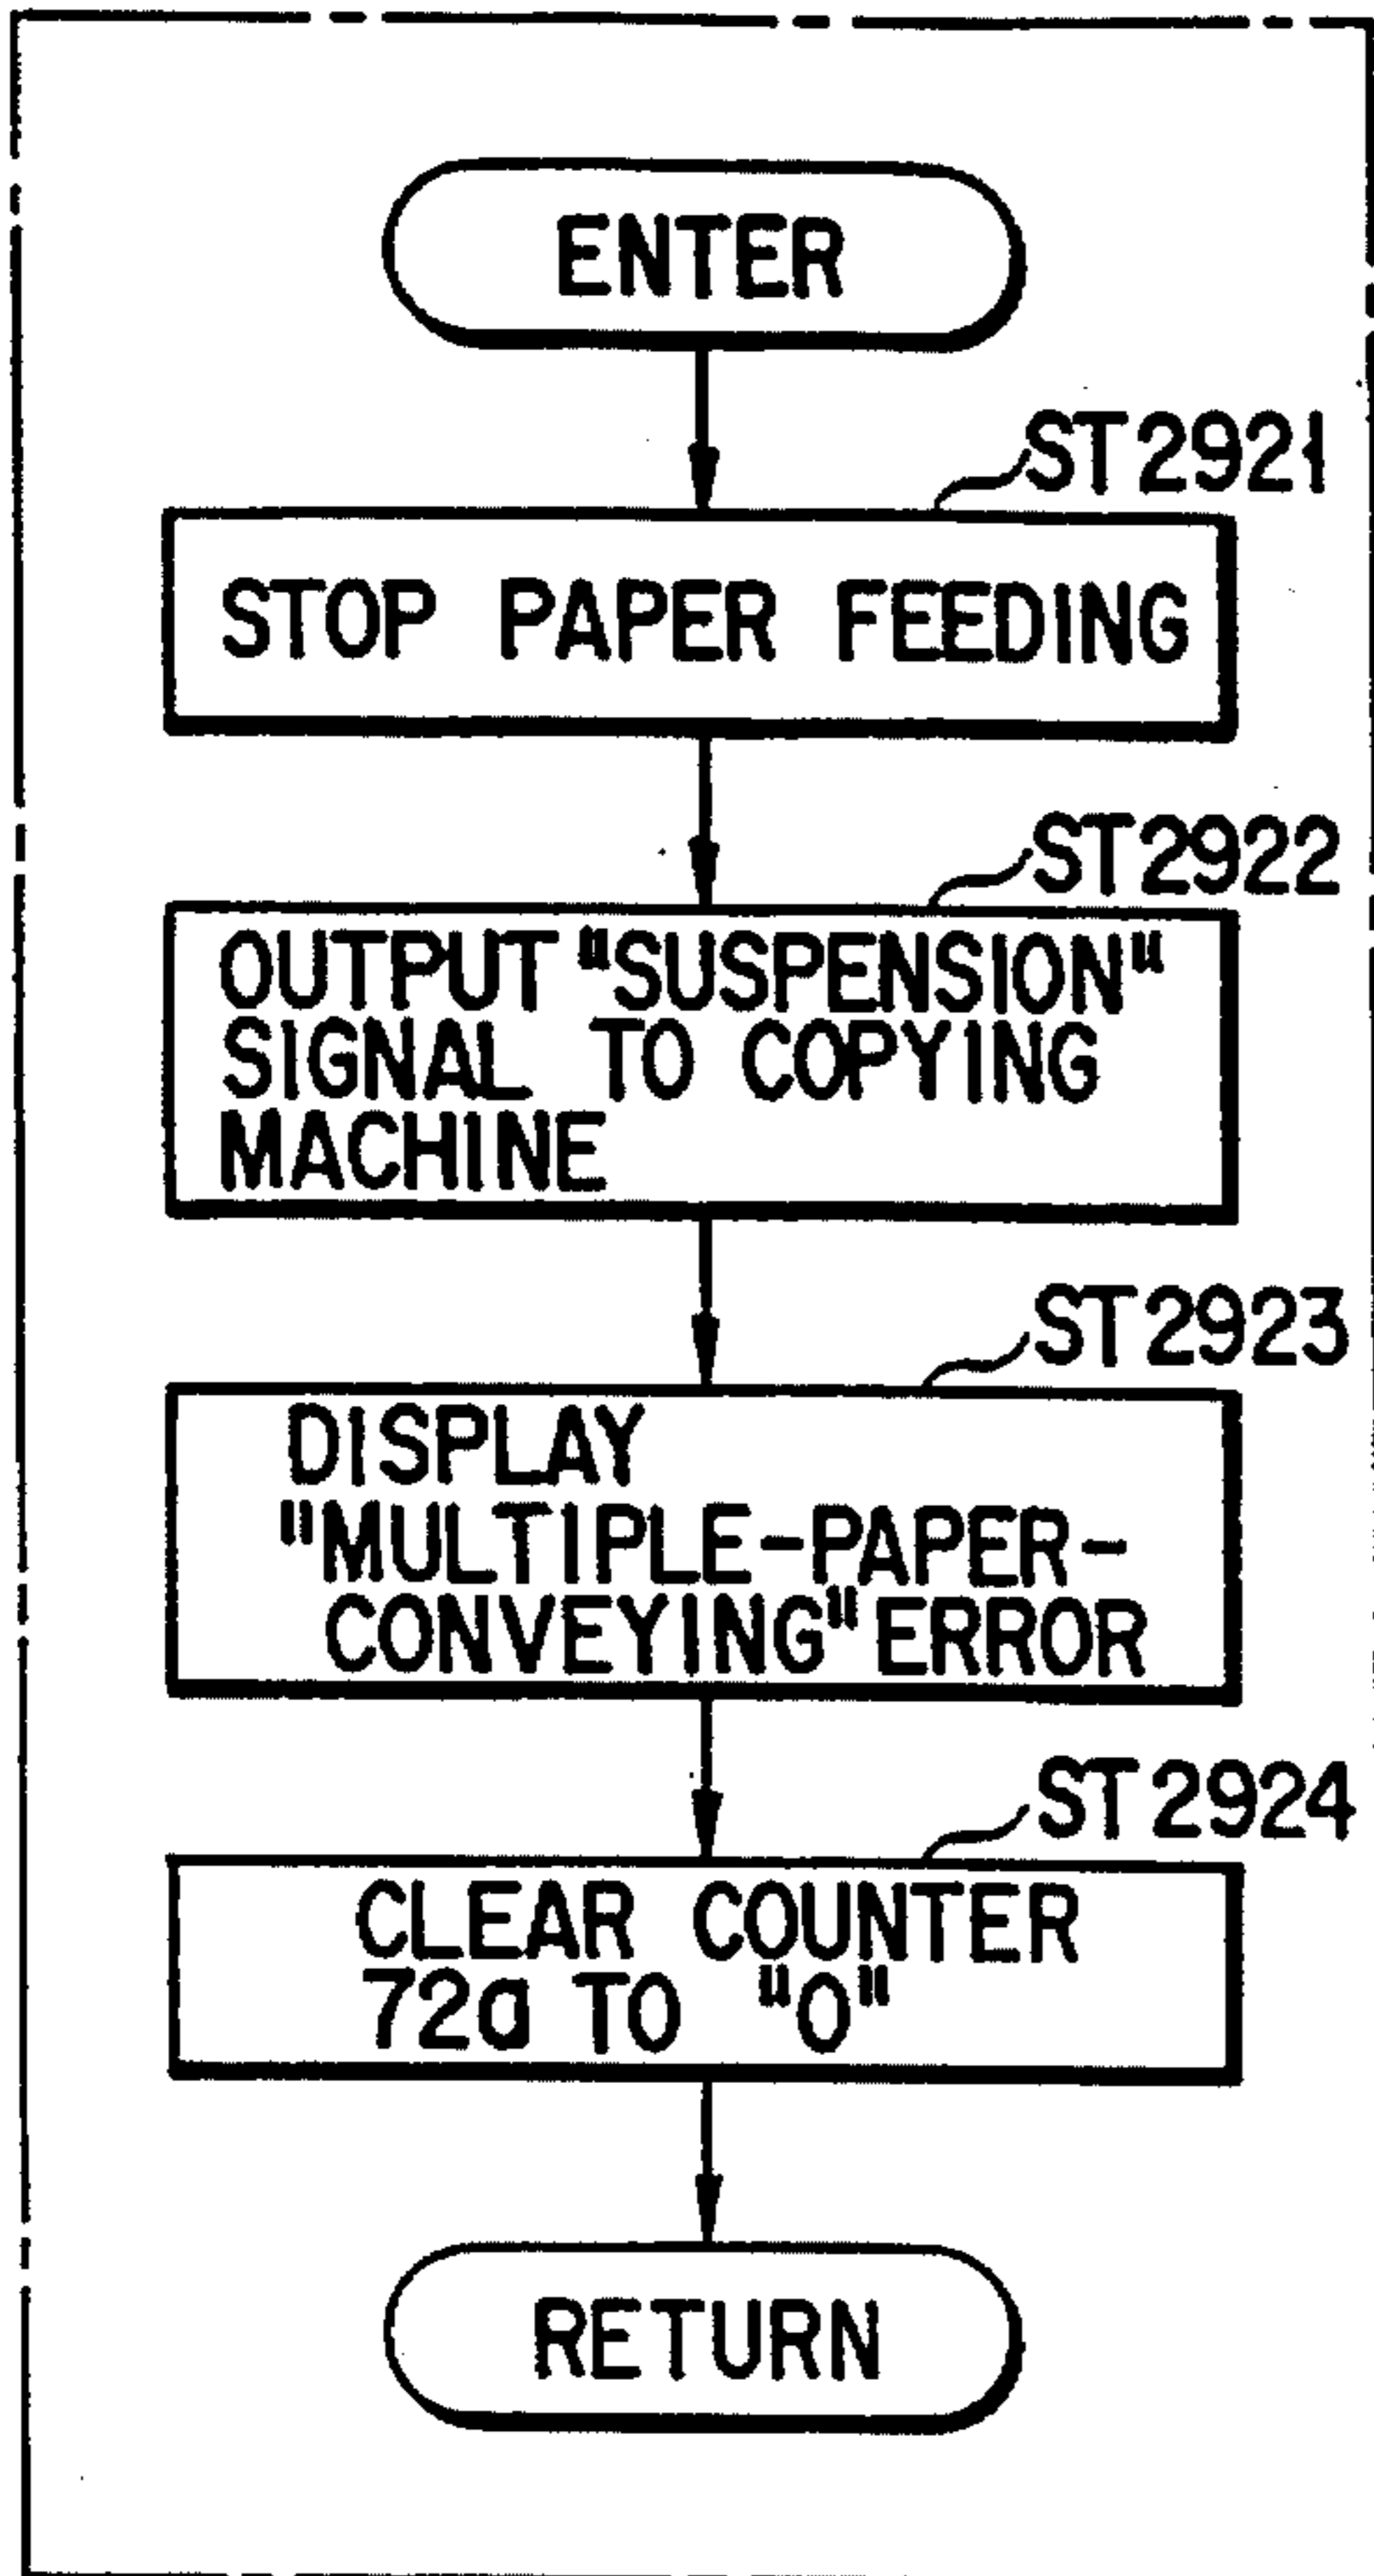 ENTER
ST2921
STOP PAPER FEEDING
ST2922
OUTPUT "SUSPENSION"
SIGNAL TO COPYING
MACHINE
ST2923
DISPLAY
"MULTIPLE-PAPER-
CONVEYING" ERROR
ST2924
CLEAR COUNTER
72a TO "0"
RETURN